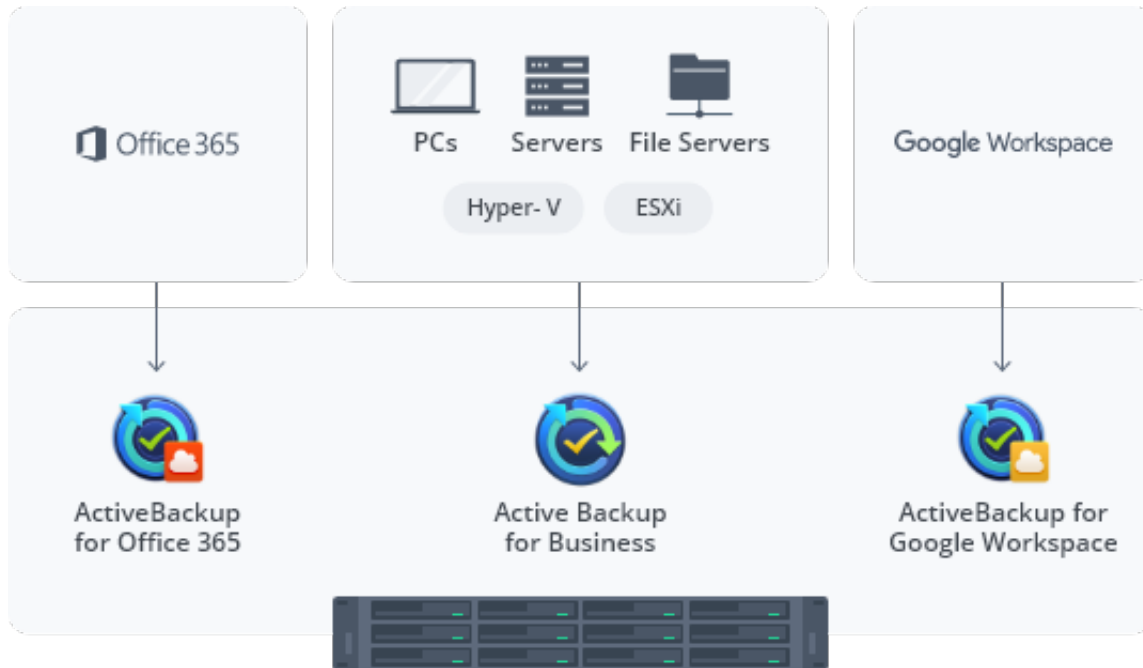 Office 365
PCs
Servers
File Servers
Hyper- V
ESXi
Google Workspace
ActiveBackup
for Office 365
Active Backup
for Business
ActiveBackup for
Google Workspace